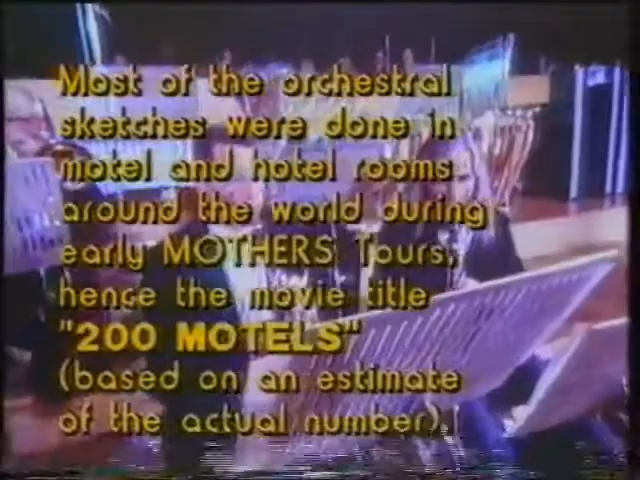 Most of the orchestral
sketches were done in
motel and hotel rooms
around the world during
early MOTHERS Tours,
hence the movie title
"200 MOTELS"
(based on an estimate
of the actual number).